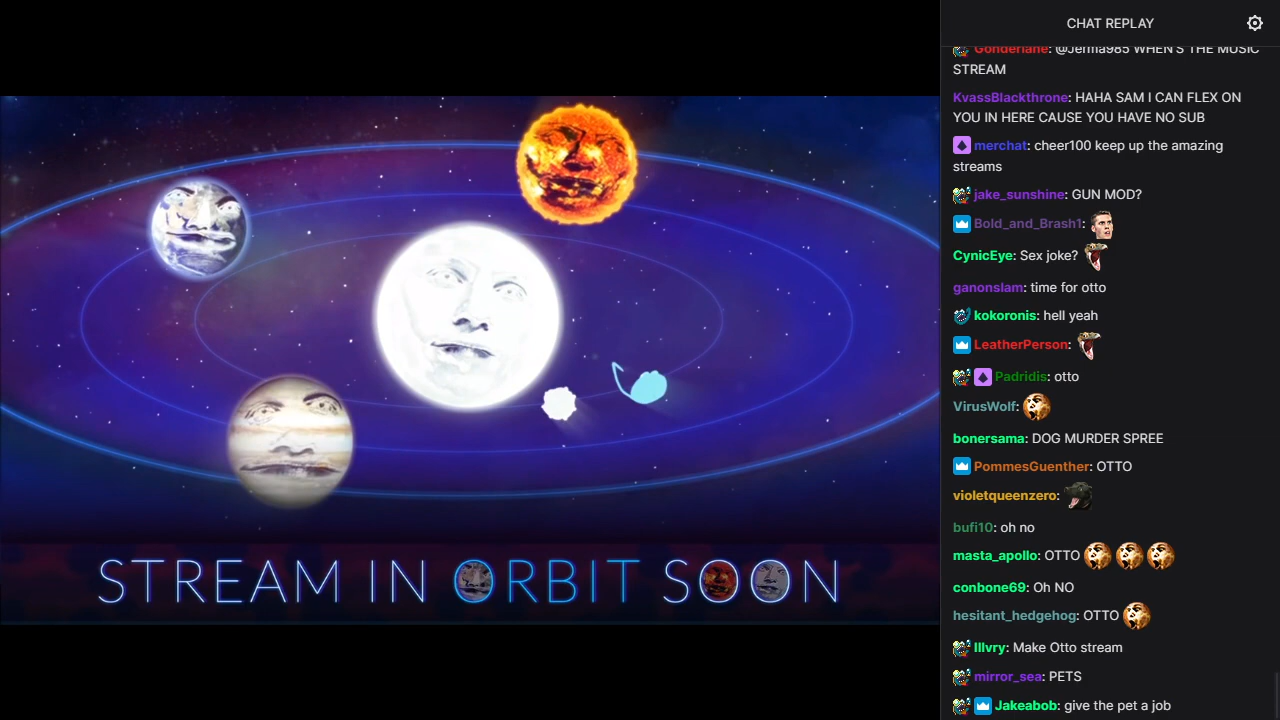 STREAM IN ORBIT SOON
CHAT REPLAY
Gonderlane: @Jerma985 WHEN'S THE MUSIC
STREAM
KvassBlackthrone: HAHA SAM I CAN FLEX ON
YOU IN HERE CAUSE YOU HAVE NO SUB
merchat: cheer100 keep up the amazing
streams
jake_sunshine: GUN MOD?
Bold_and_Brash1:
CynicEye: Sex joke?
ganonslam: time for otto
kokoronis: hell yeah
LeatherPerson:
Padridis: otto
VirusWolf:
bonersama: DOG MURDER SPREE
PommesGuenther: OTTO
violetqueenzero:
bufi10: oh no
masta_apollo: OTTO
conbone69: Oh NO
hesitant_hedgehog: OTTO
Illvry: Make Otto stream
mirror_sea: PETS
Jakeabob: give the pet a job